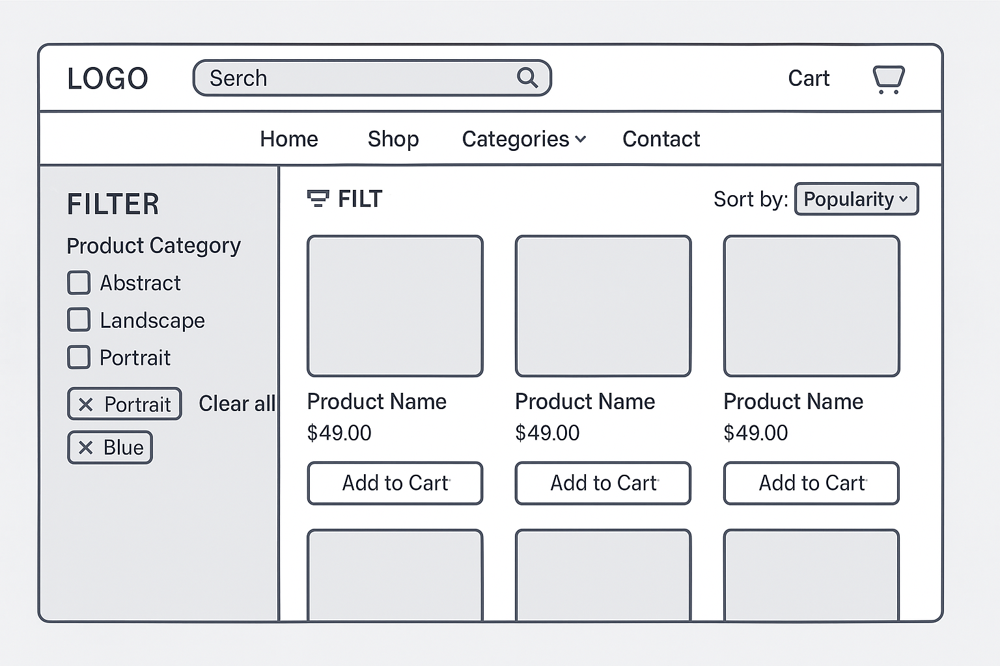 LOGO
Serch
Cart
Home Shop Categories Contact
FILTER
Product Category
Abstract
Landscape
Portrait
Portrait Clear all
Blue
FILT
Sort by: Popularity
Product Name Product Name Product Name
$49.00 $49.00 $49.00
Add to Cart Add to Cart Add to Cart